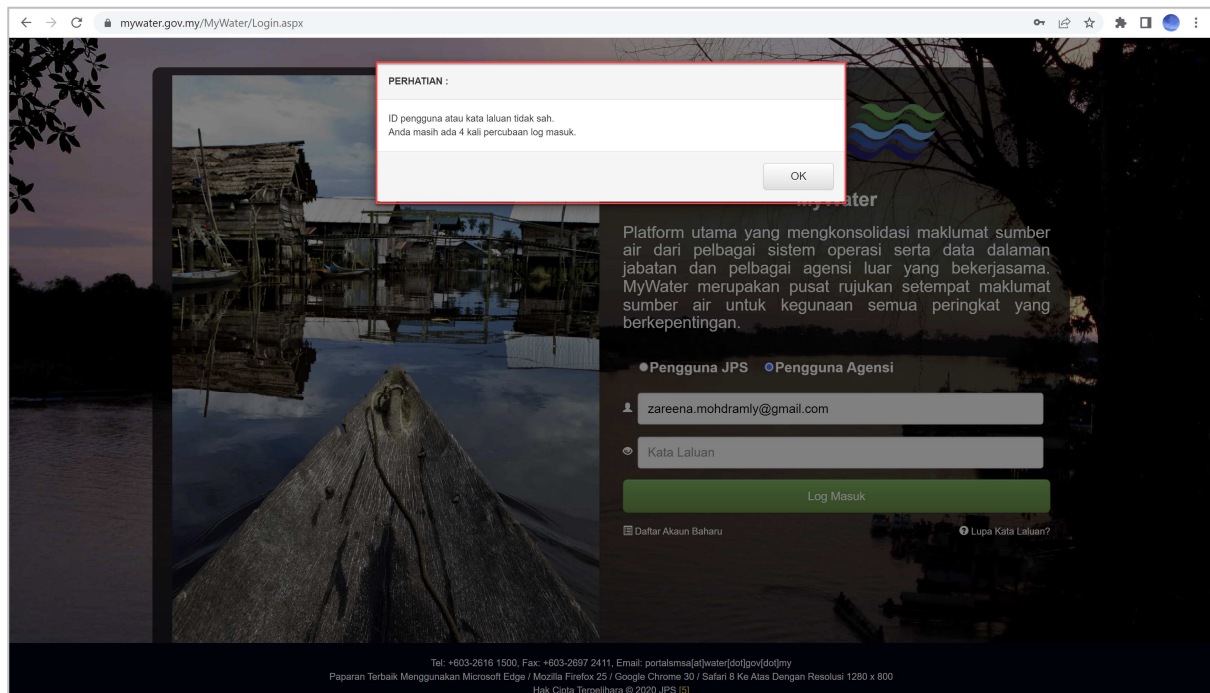 mywater.gov.my/MyWater/Login.aspx
PERHATIAN :
ID pengguna atau kata laluan tidak sah.
Anda masih ada 4 kali percubaan log masuk.
OK
Platform utama yang mengkonsolidasi maklumat sumber
air dari pelbagai sistem operasi serta data dalaman
jabatan dan pelbagai agensi luar yang bekerjasama.
MyWater merupakan pusat rujukan setempat maklumat
sumber air untuk kegunaan semua peringkat yang
berkepentingan.
Pengguna JPS Pengguna Agensi
zareena.mohdramly@gmail.com
Kata Laluan
Log Masuk
Daftar Akaun Baharu Lupa Kata Laluan?
Tel: +603-2616 1500, Fax: +603-2697 2411, Email: portalsmsa[at]water[dot]gov[dot]my
Paparan Terbaik Menggunakan Microsoft Edge / Mozilla Firefox 25 / Google Chrome 30 / Safari 8 Ke Atas Dengan Resolusi 1280 x 800
Hak Cipta Terpelihara © 2020 JPS [5]